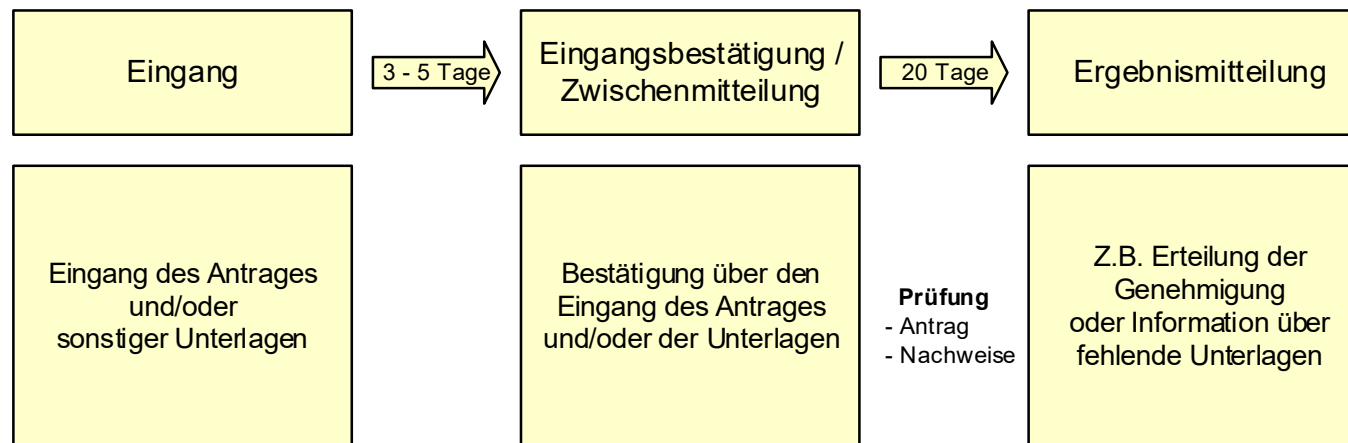 Eingang
3 - 5 Tage
Eingangsbestätigung /
Zwischenmitteilung
20 Tage
Ergebnismitteilung
Eingang des Antrages
und/oder
sonstiger Unterlagen
Bestätigung über den
Eingang des Antrages
und/oder der Unterlagen
Prüfung
- Antrag
- Nachweise
Z.B. Erteilung der
Genehmigung
oder Information über
fehlende Unterlagen